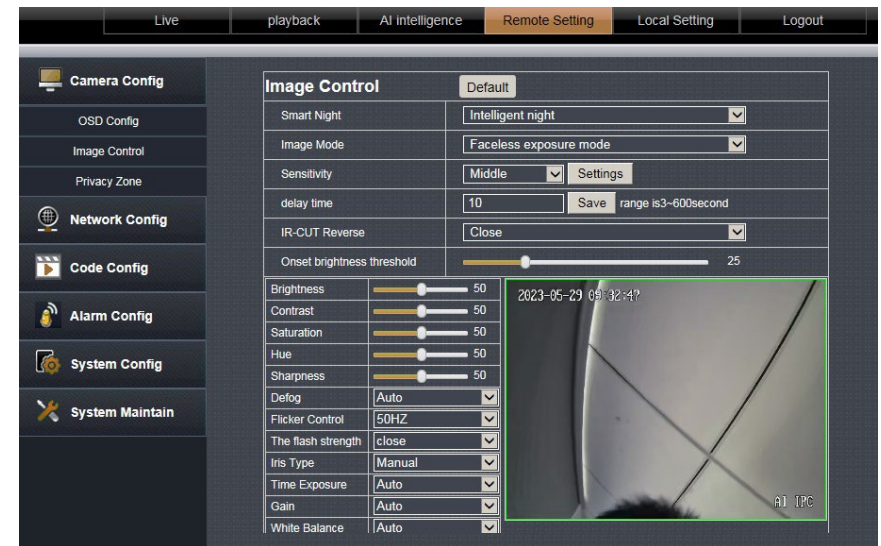 Live playback AI intelligence Remote Setting Local Setting Logout
Camera Config
OSD Config
Image Control
Privacy Zone
Network Config
Code Config
Alarm Config
System Config
System Maintain
Image Control Default
Smart Night Intelligent night
Image Mode Faceless exposure mode
Sensitivity Middle Settings
delay time 10 Save range is3~600second
IR-CUT Reverse Close
Onset brightness threshold 25
Brightness 50
Contrast 50
Saturation 50
Hue 50
Sharpness 50
Defog Auto
Flicker Control 50HZ
The flash strength close
Iris Type Manual
Time Exposure Auto
Gain Auto
White Balance Auto
2023-05-29 09:32:47
AI IPC